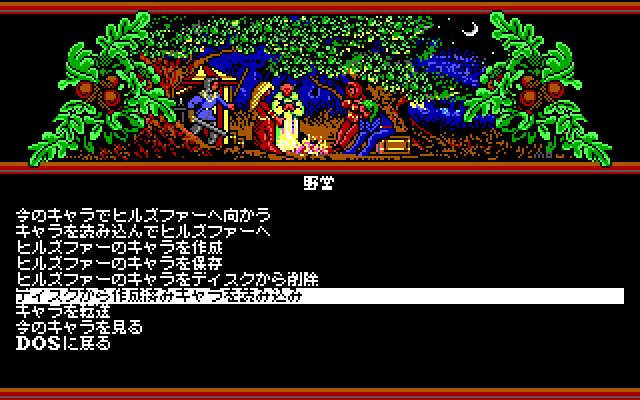 野営
今のキャラでヒルズファーへ向かう
キャラを読み込んでヒルズファーへ
ヒルズファーのキャラを作成
ヒルズファーのキャラを保存
ヒルズファーのキャラをディスクから削除
ディスクから作成済みキャラを読み込み
キャラを転送
今のキャラを見る
DOSに戻る